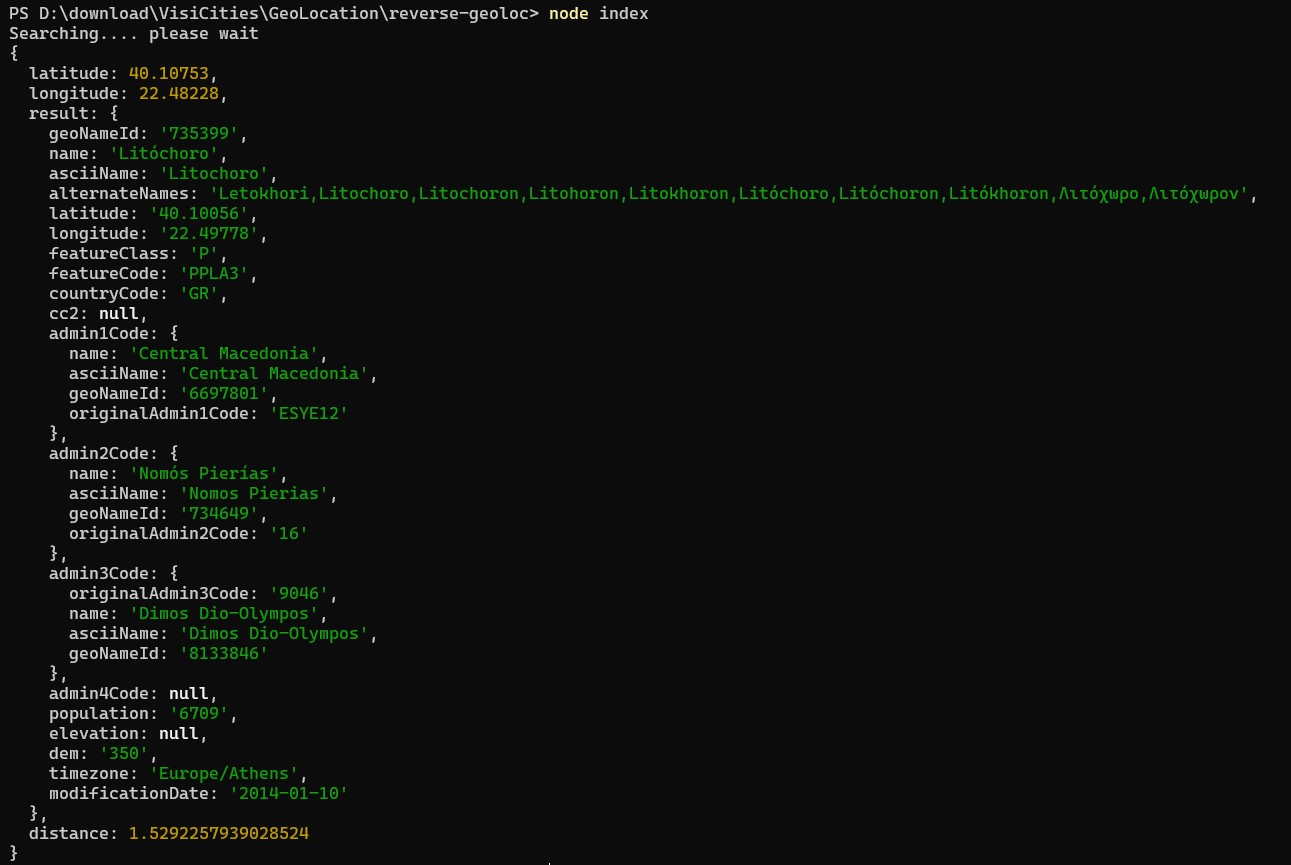 PS D:\download\VisiCities\GeoLocation\reverse-geoloc> node index
Searching.... please wait
{
  latitude: 40.10753,
  longitude: 22.48228,
  result: {
    geoNameId: '735399',
    name: 'Litóchoro',
    asciiName: 'Litochoro',
    alternateNames: 'Letokhori,Litochoro,Litochoron,Litohoron,Litokhoron,Litóchoro,Litóchoron,Litókhoron,Λιτόχωρο,Λιτόχωρον',
    latitude: '40.10056',
    longitude: '22.49778',
    featureClass: 'P',
    featureCode: 'PPLA3',
    countryCode: 'GR',
    cc2: null,
    admin1Code: {
      name: 'Central Macedonia',
      asciiName: 'Central Macedonia',
      geoNameId: '6697801',
      originalAdmin1Code: 'ESYE12'
    },
    admin2Code: {
      name: 'Nomós Pierías',
      asciiName: 'Nomos Pierias',
      geoNameId: '734649',
      originalAdmin2Code: '16'
    },
    admin3Code: {
      originalAdmin3Code: '9046',
      name: 'Dimos Dio-Olympos',
      asciiName: 'Dimos Dio-Olympos',
      geoNameId: '8133846'
    },
    admin4Code: null,
    population: '6709',
    elevation: null,
    dem: '350',
    timezone: 'Europe/Athens',
    modificationDate: '2014-01-10'
  },
  distance: 1.5292257939028524
}